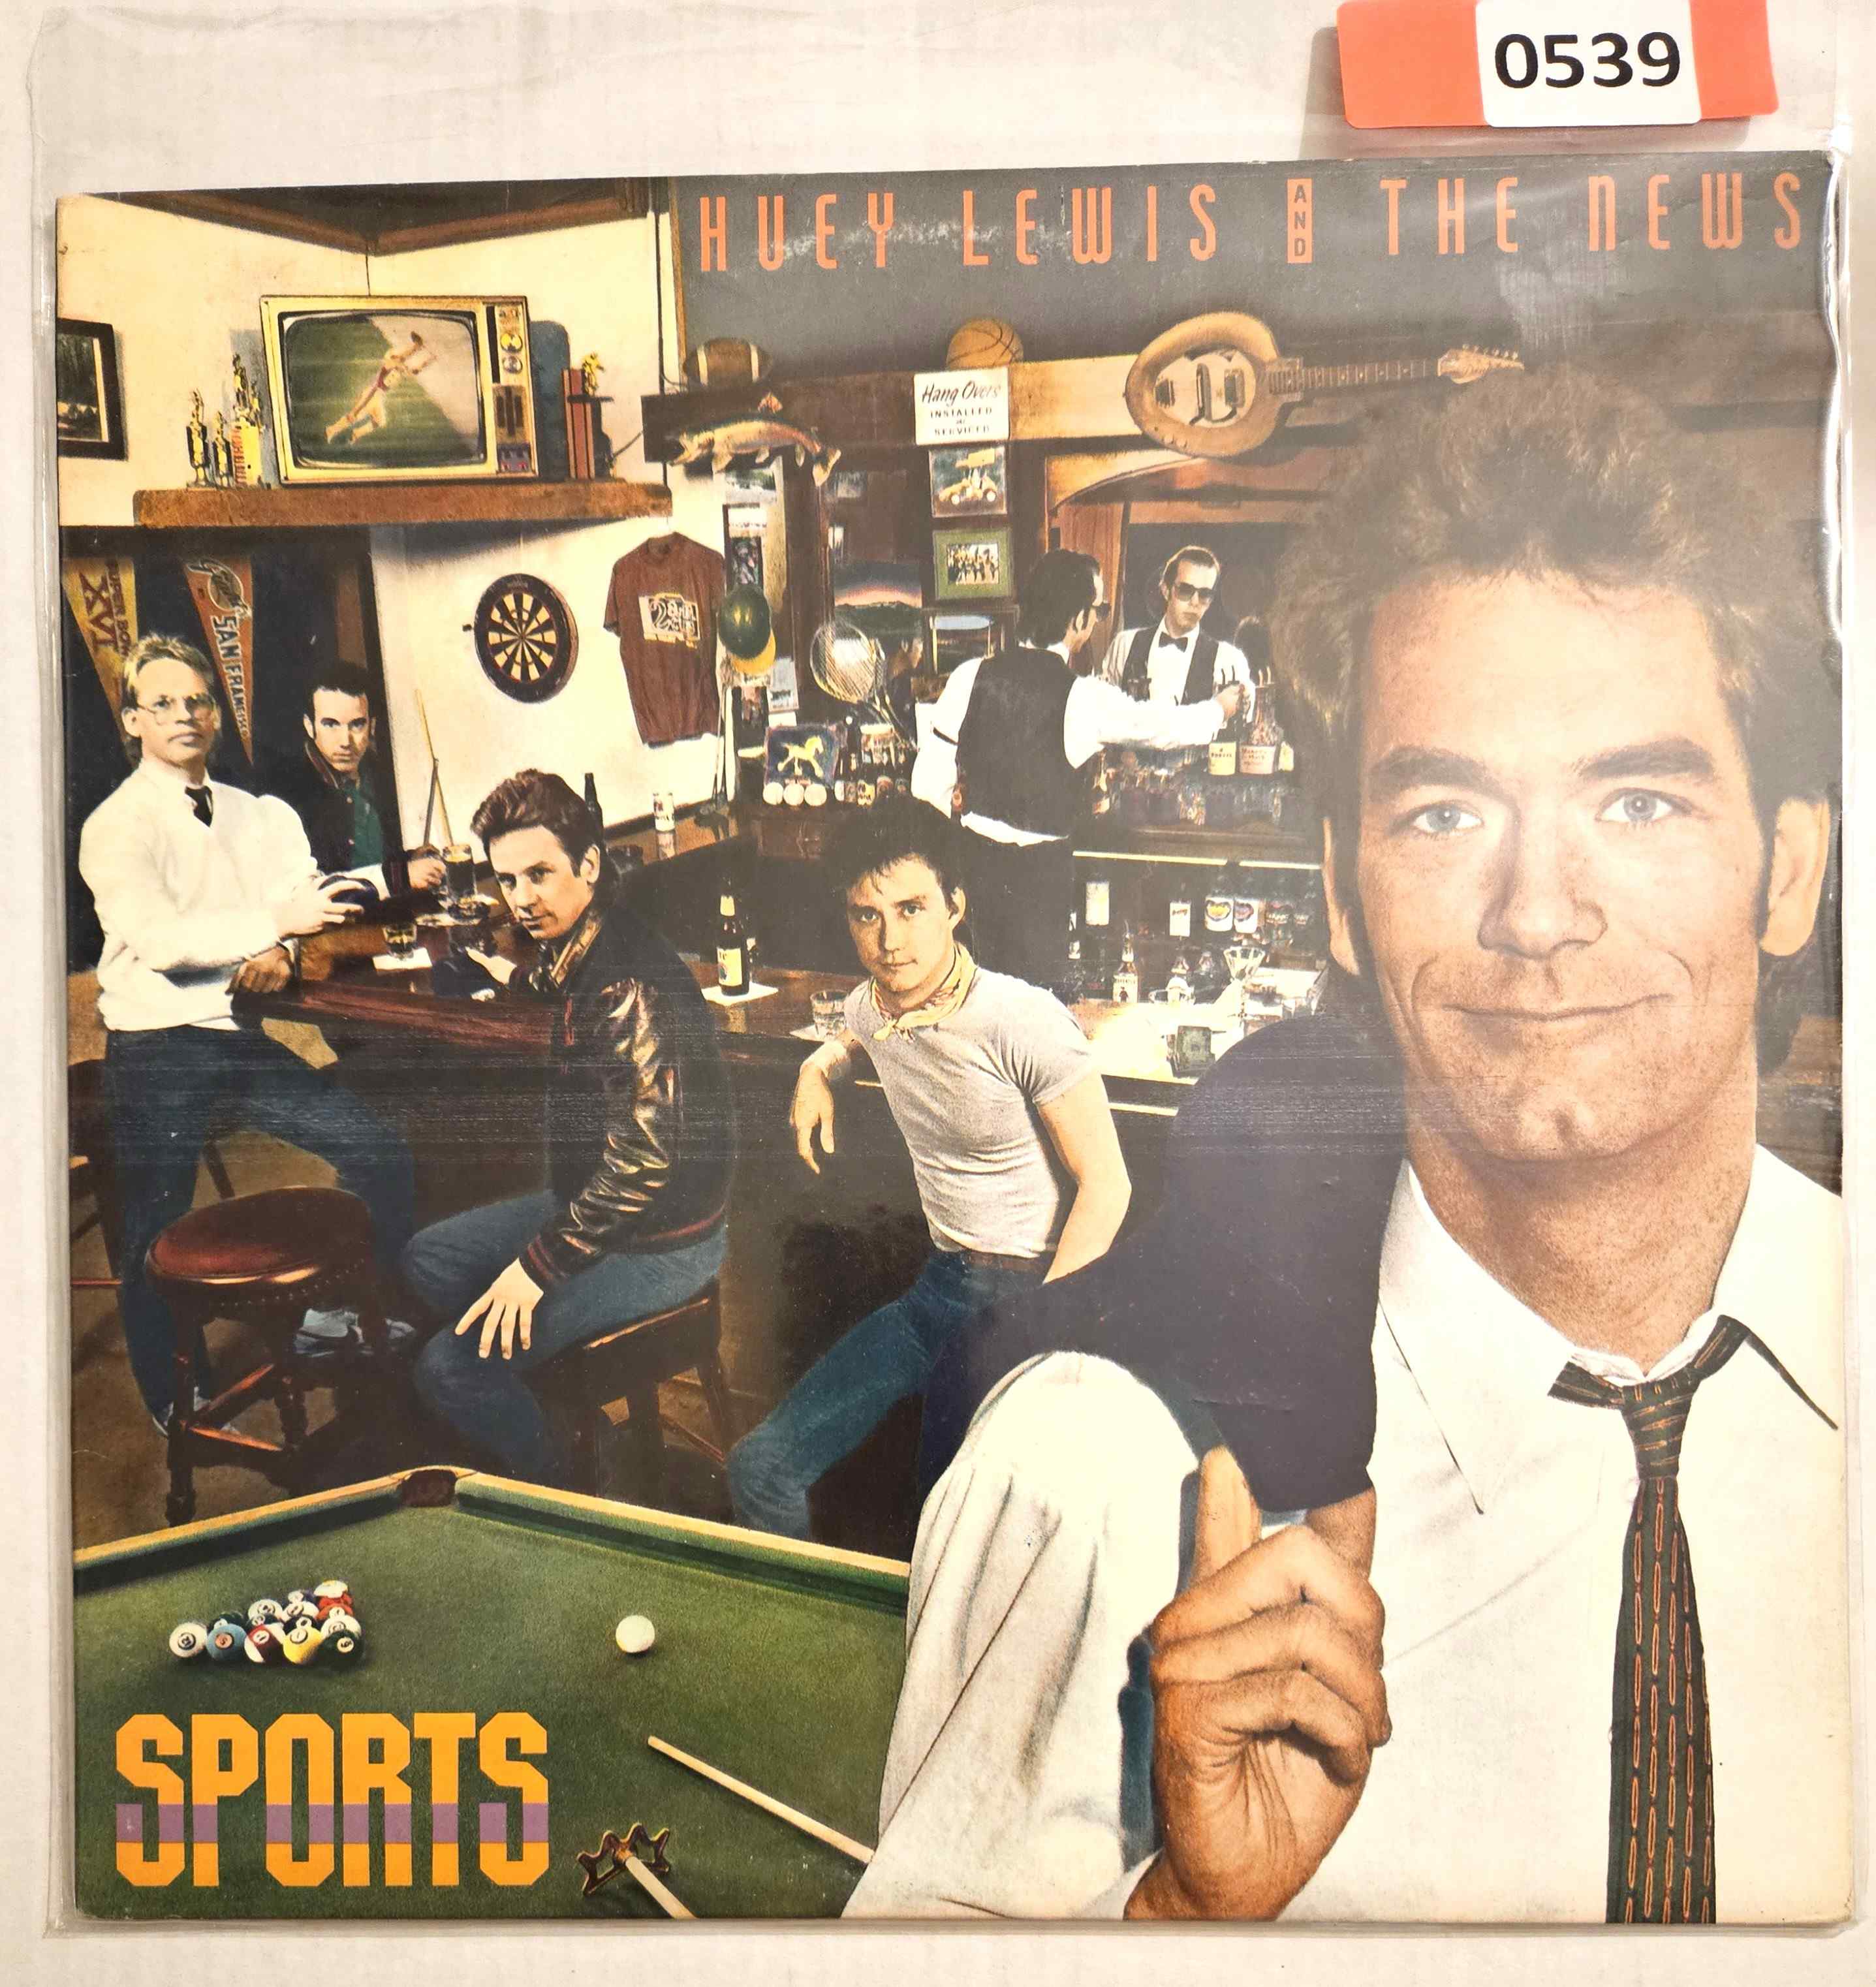 0539
HUEY LEWIS AND THE NEWS
Hang Overs
INSTALLED
SERVICED
SAN FRANCISCO
XVI
SPORTS